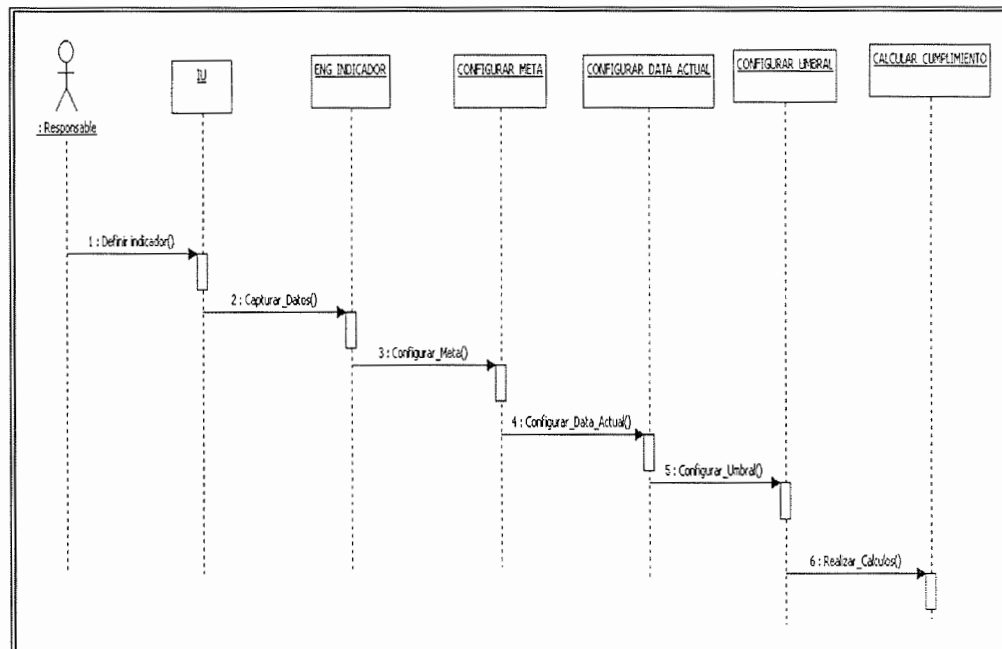 : Responsable
IU
ENG INDICADOR
CONFIGURAR META
CONFIGURAR DATA ACTUAL
CONFIGURAR UMBRAL
CALCULAR CUMPLIMIENTO
1 : Definir indicador()
2 : Capturar_Datos()
3 : Configurar_Meta()
4 : Configurar_Data_Actual()
5 : Configurar_Umbral()
6 : Realizar_Calculos()